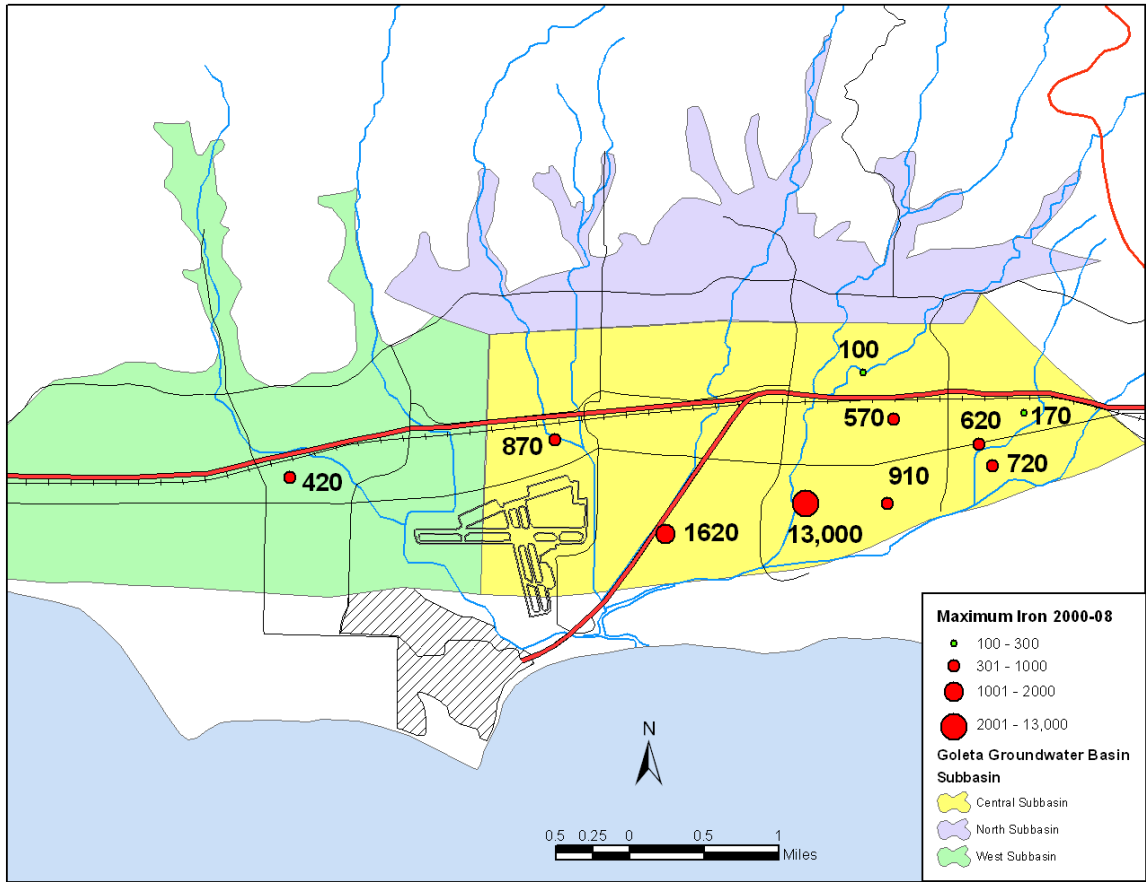 100
570
620
170
870
720
420
910
1620
13,000
Maximum Iron 2000-08
100 - 300
301 - 1000
1001 - 2000
2001 - 13,000
Goleta Groundwater Basin
Subbasin
Central Subbasin
North Subbasin
West Subbasin
N
0.5 0.25 0 0.5 1
Miles